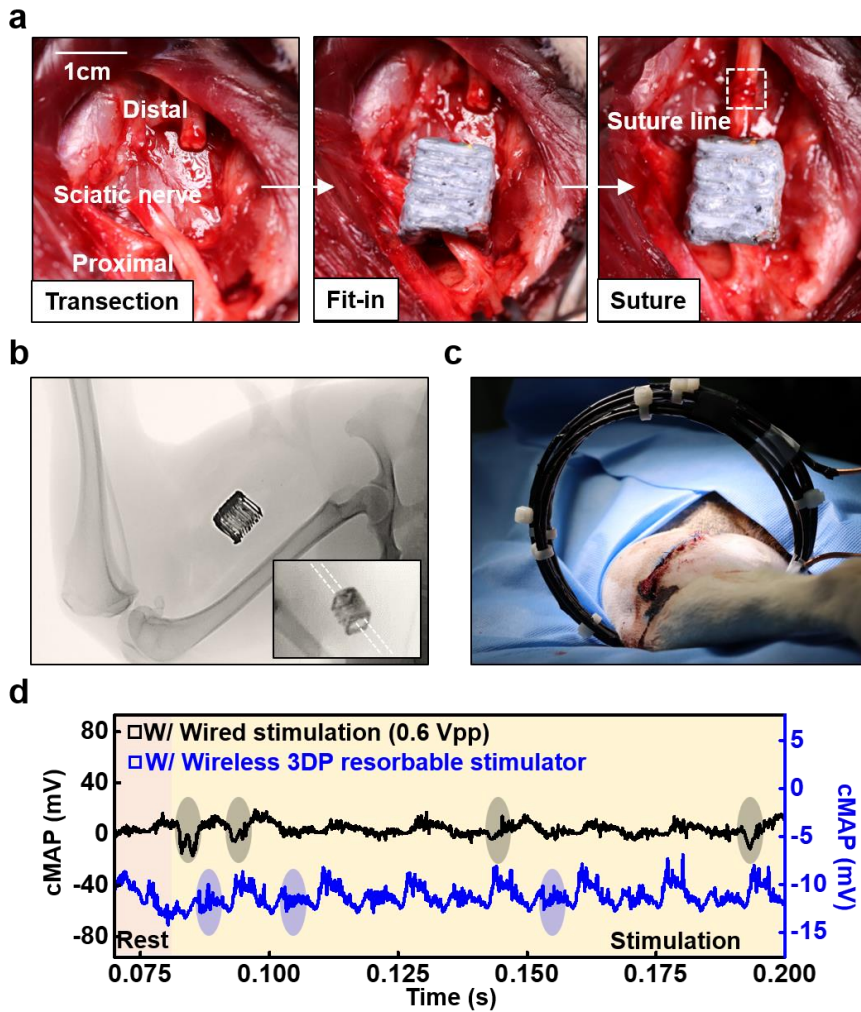 a
1cm
Distal
Sciatic nerve
Proximal
Transection
Fit-in
Suture line
Suture
b
c
d
W/ Wired stimulation (0.6 Vpp)
W/ Wireless 3DP resorbable stimulator
cMAP (mV)
80
40
0
-40
-80
Rest
Stimulation
5
0
-5
-10
-15
cMAP (mV)
0.075
0.100
0.125
0.150
0.175
0.200
Time (s)